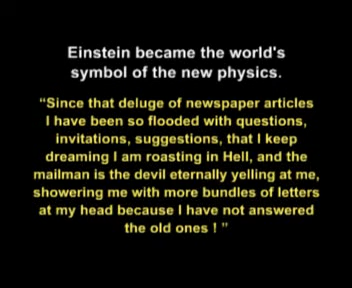 Einstein became the world's
symbol of the new physics.
“Since that deluge of newspaper articles
I have been so flooded with questions,
invitations, suggestions, that I keep
dreaming I am roasting in Hell, and the
mailman is the devil eternally yelling at me,
showering me with more bundles of letters
at my head because I have not answered
the old ones ! ”